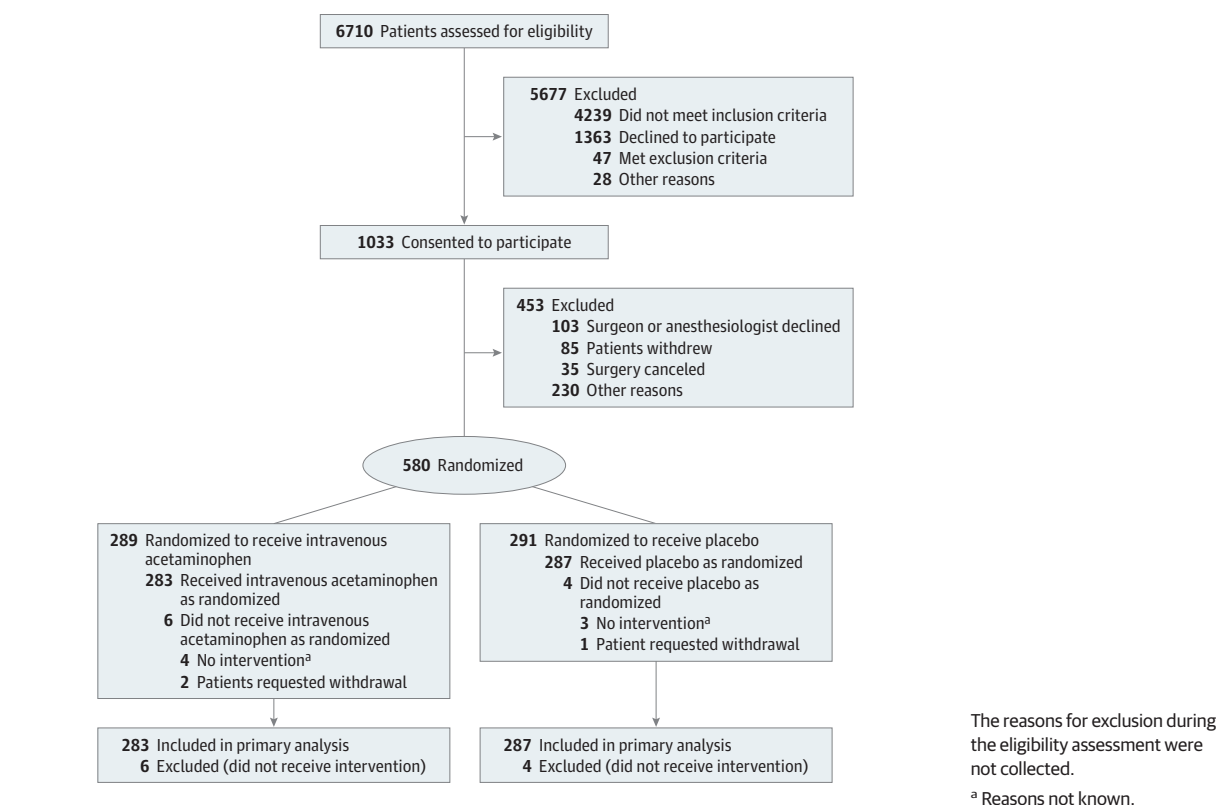 6710 Patients assessed for eligibility
5677 Excluded
4239 Did not meet inclusion criteria
1363 Declined to participate
47 Met exclusion criteria
28 Other reasons
1033 Consented to participate
453 Excluded
103 Surgeon or anesthesiologist declined
85 Patients withdrew
35 Surgery canceled
230 Other reasons
580 Randomized
289 Randomized to receive intravenous
acetaminophen
283 Received intravenous acetaminophen
as randomized
6 Did not receive intravenous
acetaminophen as randomized
4 No interventionᵃ
2 Patients requested withdrawal
291 Randomized to receive placebo
287 Received placebo as randomized
4 Did not receive placebo as
randomized
3 No interventionᵃ
1 Patient requested withdrawal
283 Included in primary analysis
6 Excluded (did not receive intervention)
287 Included in primary analysis
4 Excluded (did not receive intervention)
The reasons for exclusion during
the eligibility assessment were
not collected.
ᵃ Reasons not known.